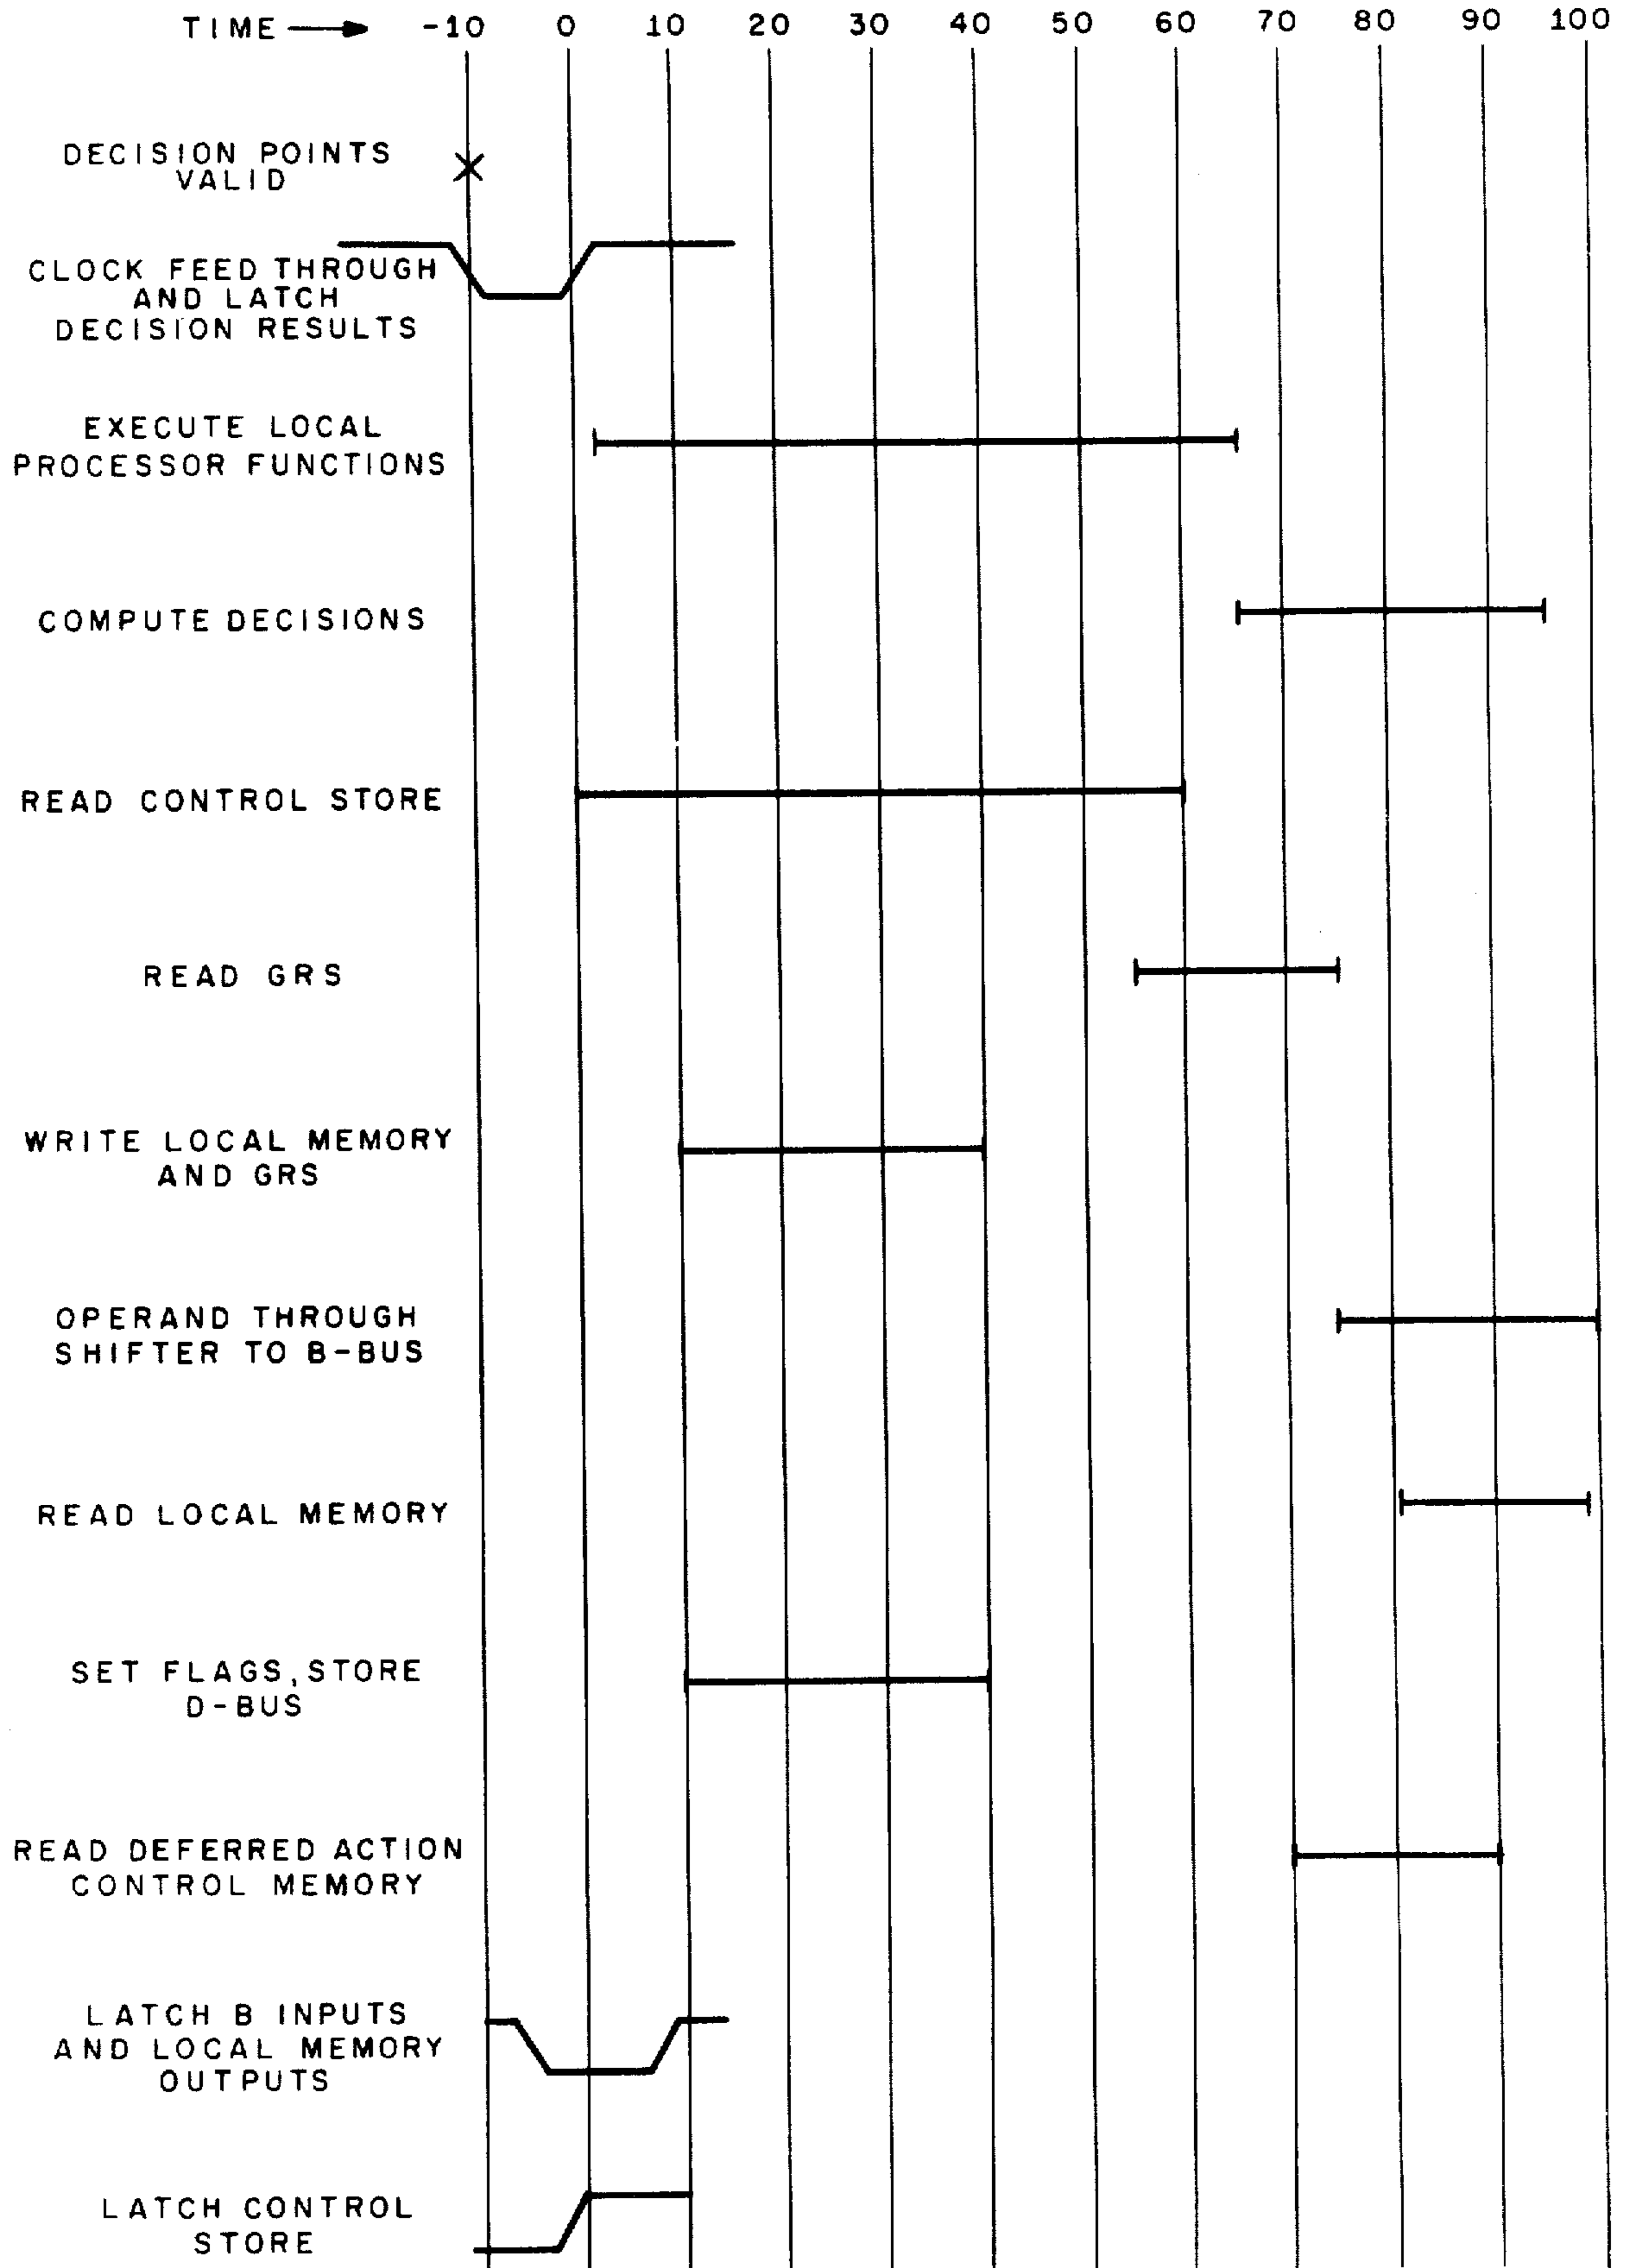 TIME -10 0 10 20 30 40 50 60 70 80 90 100
DECISION POINTS
VALID
CLOCK FEED THROUGH
AND LATCH
DECISION RESULTS
EXECUTE LOCAL
PROCESSOR FUNCTIONS
COMPUTE DECISIONS
READ CONTROL STORE
READ GRS
WRITE LOCAL MEMORY
AND GRS
OPERAND THROUGH
SHIFTER TO B-BUS
READ LOCAL MEMORY
SET FLAGS, STORE
D-BUS
READ DEFERRED ACTION
CONTROL MEMORY
LATCH B INPUTS
AND LOCAL MEMORY
OUTPUTS
LATCH CONTROL
STORE